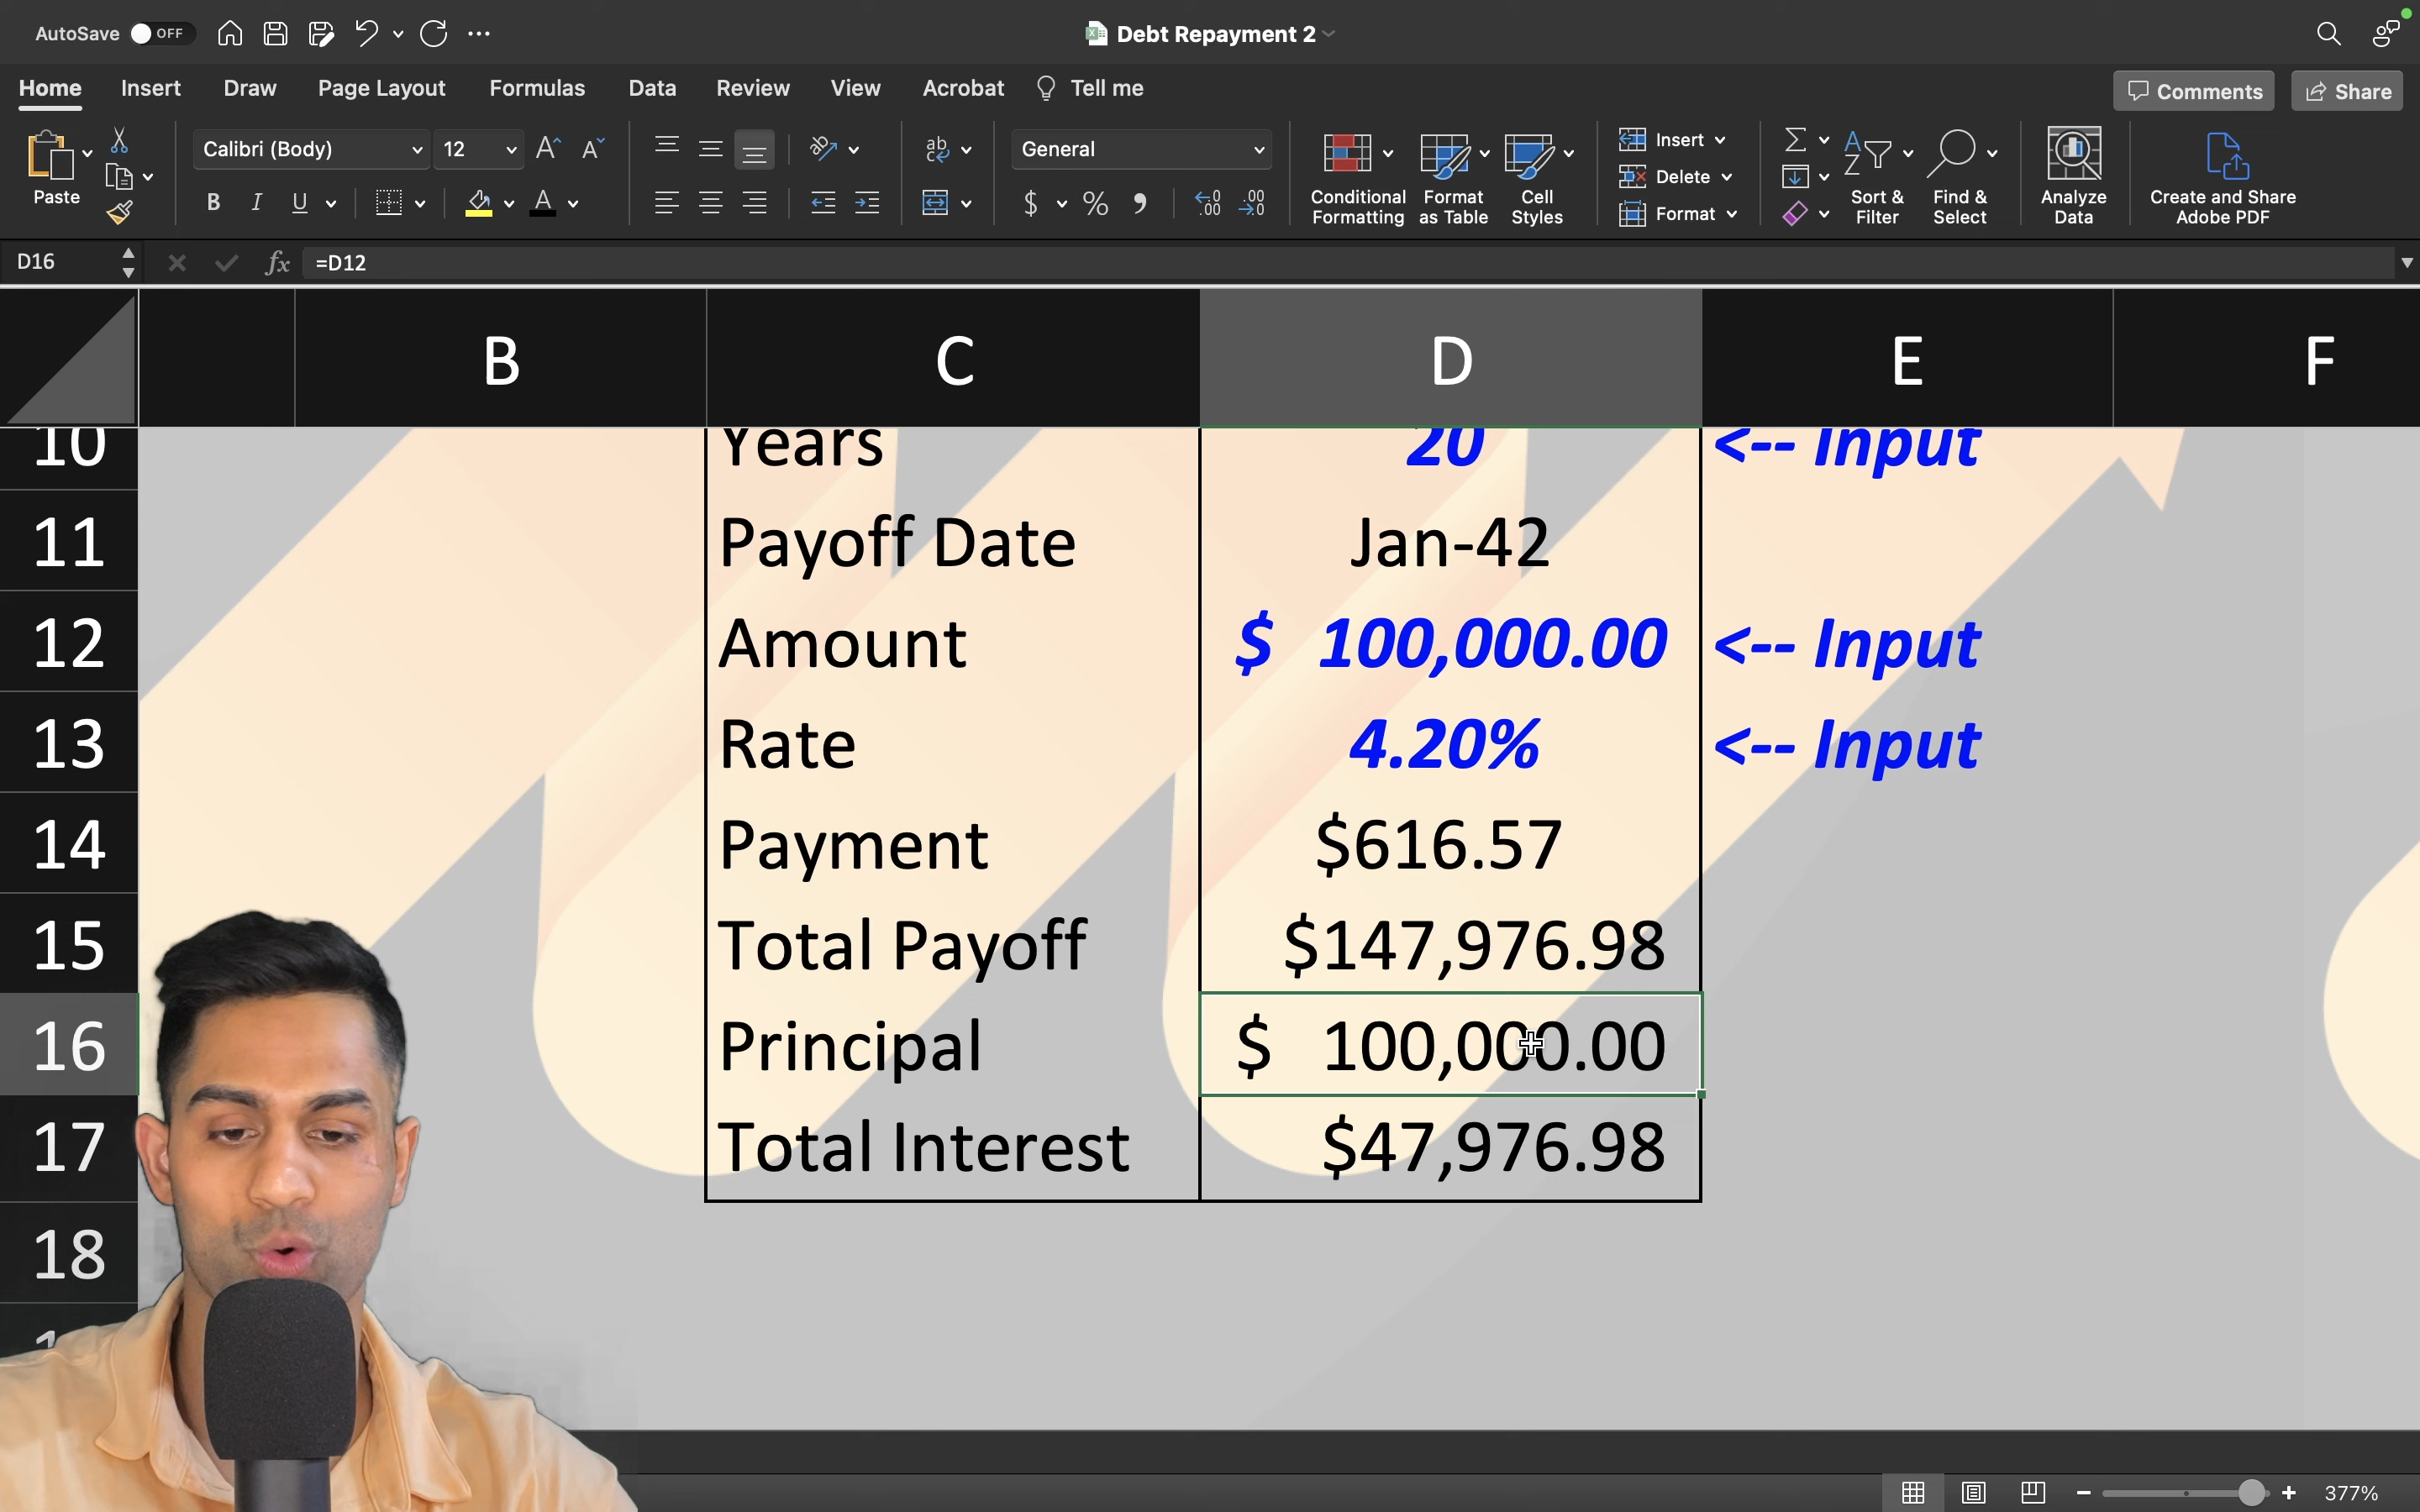 AutoSave OFF
Debt Repayment 2
Home Insert Draw Page Layout Formulas Data Review View Acrobat Tell me
Comments Share
Paste
Calibri (Body) 12
B I U
ab
General
$ % 9
Conditional Formatting
Format as Table
Cell Styles
Insert
Delete
Format
Sort & Filter
Find & Select
Analyze Data
Create and Share Adobe PDF
D16 fx =D12
B C D E F
10 Years 20 <-- Input
11 Payoff Date Jan-42
12 Amount $ 100,000.00 <-- Input
13 Rate 4.20% <-- Input
14 Payment $616.57
15 Total Payoff $147,976.98
16 Principal $ 100,000.00
17 Total Interest $47,976.98
18
377%